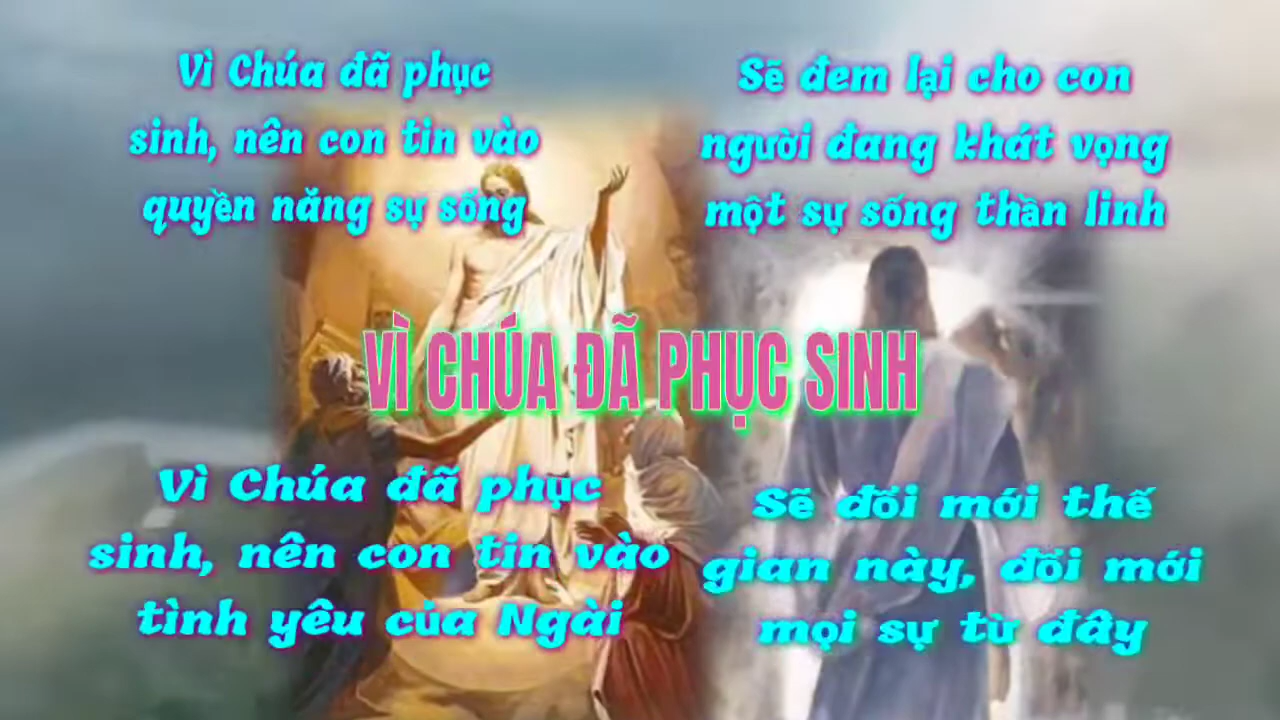 Vì Chúa đã phục
sinh, nên con tin vào
quyền năng sự sống
Sẽ đem lại cho con
người đang khát vọng
một sự sống thần linh
VÌ CHÚA ĐÃ PHỤC SINH
Vì Chúa đã phục
sinh, nên con tin vào
tình yêu của Ngài
Sẽ đổi mới thế
gian này, đổi mới
mọi sự từ đây